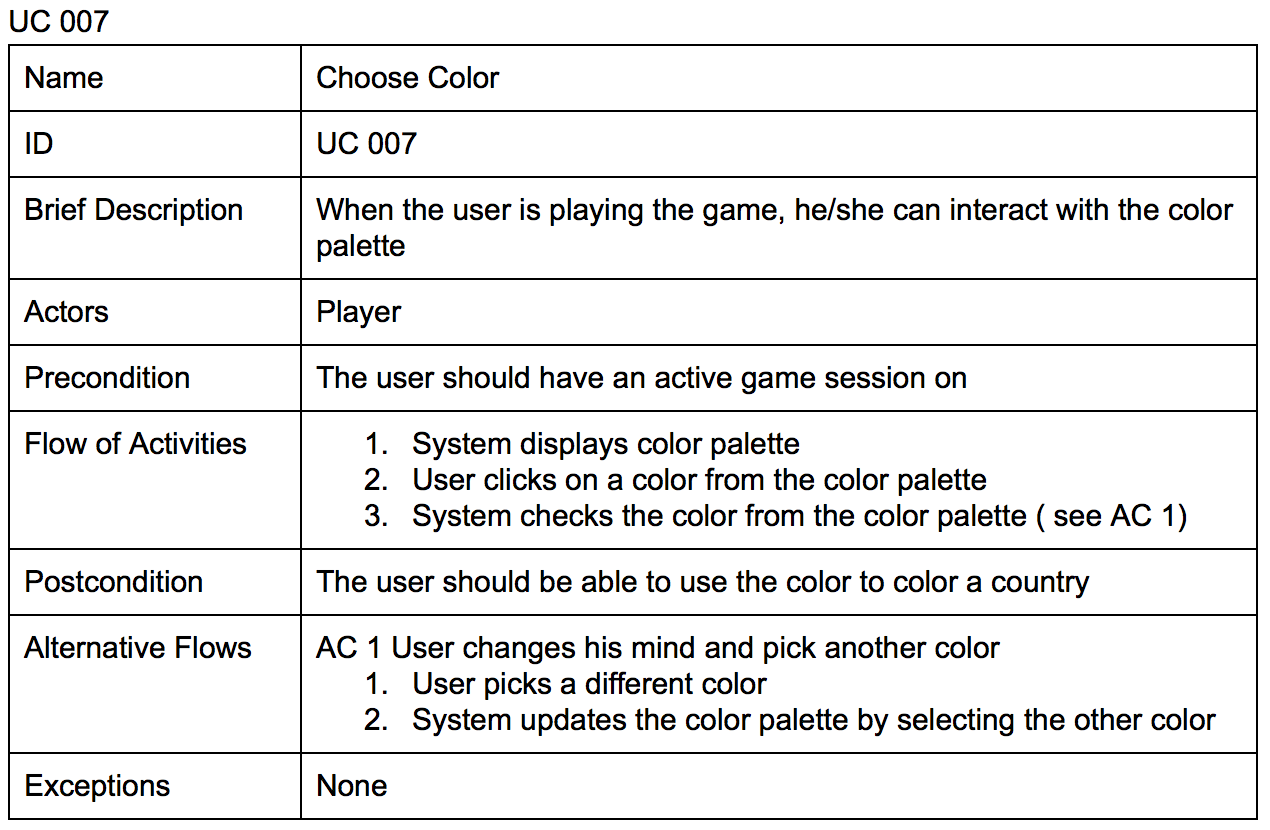 UC 007
Name
Choose Color
ID
UC 007
Brief Description
When the user is playing the game, he/she can interact with the color
palette
Actors
Player
Precondition
The user should have an active game session on
Flow of Activities
1. System displays color palette
2. User clicks on a color from the color palette
3. System checks the color from the color palette ( see AC 1)
Postcondition
The user should be able to use the color to color a country
Alternative Flows
AC 1 User changes his mind and pick another color
1. User picks a different color
2. System updates the color palette by selecting the other color
Exceptions
None